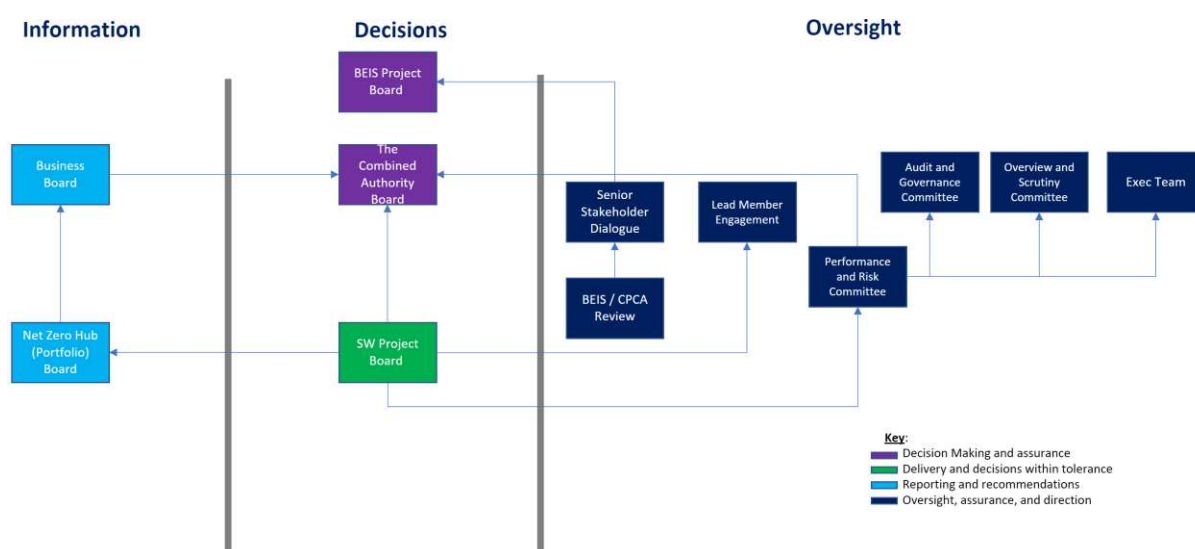 Information
Decisions
Oversight
BEIS Project
Board
Business
Board
The
Combined
Authority
Board
Senior
Stakeholder
Dialogue
Lead Member
Engagement
Audit and
Governance
Committee
Overview and
Scrutiny
Committee
Exec Team
Performance
and Risk
Committee
BEIS / CPCA
Review
Net Zero Hub
(Portfolio)
Board
SW Project
Board
Key:
Decision Making and assurance
Delivery and decisions within tolerance
Reporting and recommendations
Oversight, assurance, and direction